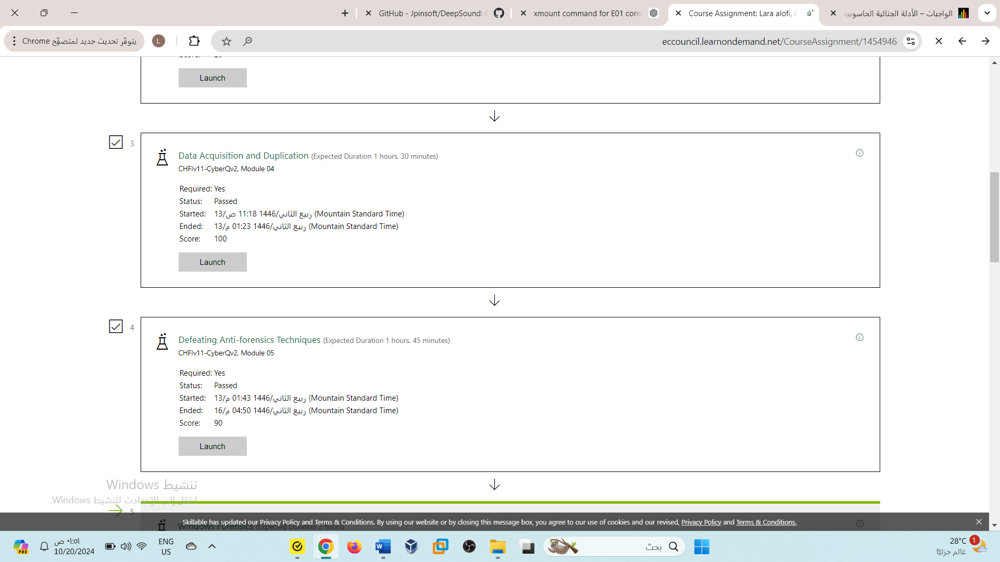 GitHub - Jpinsoft/DeepSound:
xmount command for E01 conv
Course Assignment: Lara alofi,
الواجبات – الأدلة الجنائية الحاسوبية
يتوفّر تحديث جديد لمتصفّح Chrome
L
eccouncil.learnondemand.net/CourseAssignment/1454946
Launch
3
Data Acquisition and Duplication (Expected Duration 1 hours, 30 minutes)
CHFIv11-CyberQv2, Module 04
Required: Yes
Status: Passed
Started: 13/ربيع الثاني/1446 11:18 ص (Mountain Standard Time)
Ended: 13/ربيع الثاني/1446 01:23 م (Mountain Standard Time)
Score: 100
Launch
4
Defeating Anti-forensics Techniques (Expected Duration 1 hours, 45 minutes)
CHFIv11-CyberQv2, Module 05
Required: Yes
Status: Passed
Started: 13/ربيع الثاني/1446 01:43 م (Mountain Standard Time)
Ended: 16/ربيع الثاني/1446 04:50 م (Mountain Standard Time)
Score: 90
Launch
تنشيط Windows
انتقل إلى الإعدادات لتنشيط Windows.
5
Windows Forensics (Expected Duration 2 hours)
Skillable has updated our Privacy Policy and Terms & Conditions. By using our website or by closing this message box, you agree to our use of cookies and our revised, Privacy Policy and Terms & Conditions.
PRE
٠١:٥١ ص
10/20/2024
ENG
US
بحث
28°C
1
غائم جزئيًا